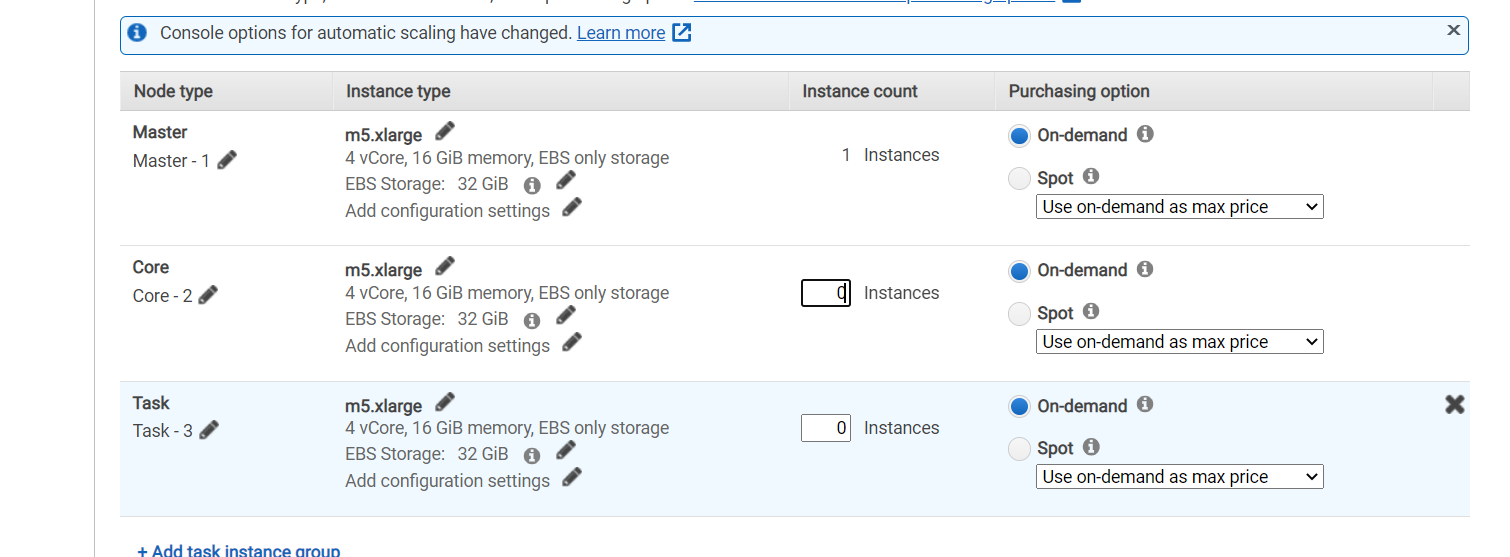 Console options for automatic scaling have changed. Learn more
Node type Instance type Instance count Purchasing option
Master m5.xlarge On-demand
Master - 1 4 vCore, 16 GiB memory, EBS only storage 1 Instances
EBS Storage: 32 GiB Spot
Add configuration settings Use on-demand as max price
Core m5.xlarge On-demand
Core - 2 4 vCore, 16 GiB memory, EBS only storage 0 Instances
EBS Storage: 32 GiB Spot
Add configuration settings Use on-demand as max price
Task m5.xlarge On-demand
Task - 3 4 vCore, 16 GiB memory, EBS only storage 0 Instances
EBS Storage: 32 GiB Spot
Add configuration settings Use on-demand as max price
+ Add task instance group